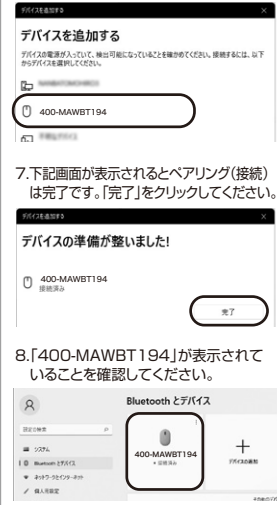 デバイスを追加する
デバイスを追加する
デバイスの電源が入っていて、検出可能になっていることを確かめてください。接続するには、以下
からデバイスを選択してください。
400-MAWBT194
7.下記画面が表示されるとペアリング(接続)
は完了です。「完了」をクリックしてください。
デバイスを追加する
デバイスの準備が整いました!
400-MAWBT194
接続済み
完了
8.「400-MAWBT194」が表示されて
いることを確認してください。
Bluetooth とデバイス
設定の検索
システム
Bluetooth とデバイス
ネットワークとインターネット
個人用設定
400-MAWBT194
接続済み
デバイスの追加